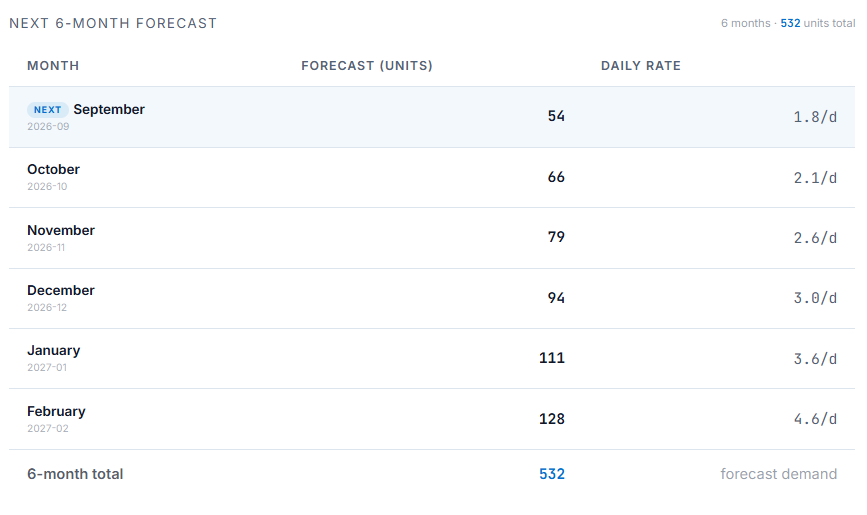 NEXT 6-MONTH FORECAST 6 months · 532 units total
MONTH FORECAST (UNITS) DAILY RATE
NEXT September 54 1.8/d
2026-09
October 66 2.1/d
2026-10
November 79 2.6/d
2026-11
December 94 3.0/d
2026-12
January 111 3.6/d
2027-01
February 128 4.6/d
2027-02
6-month total 532 forecast demand